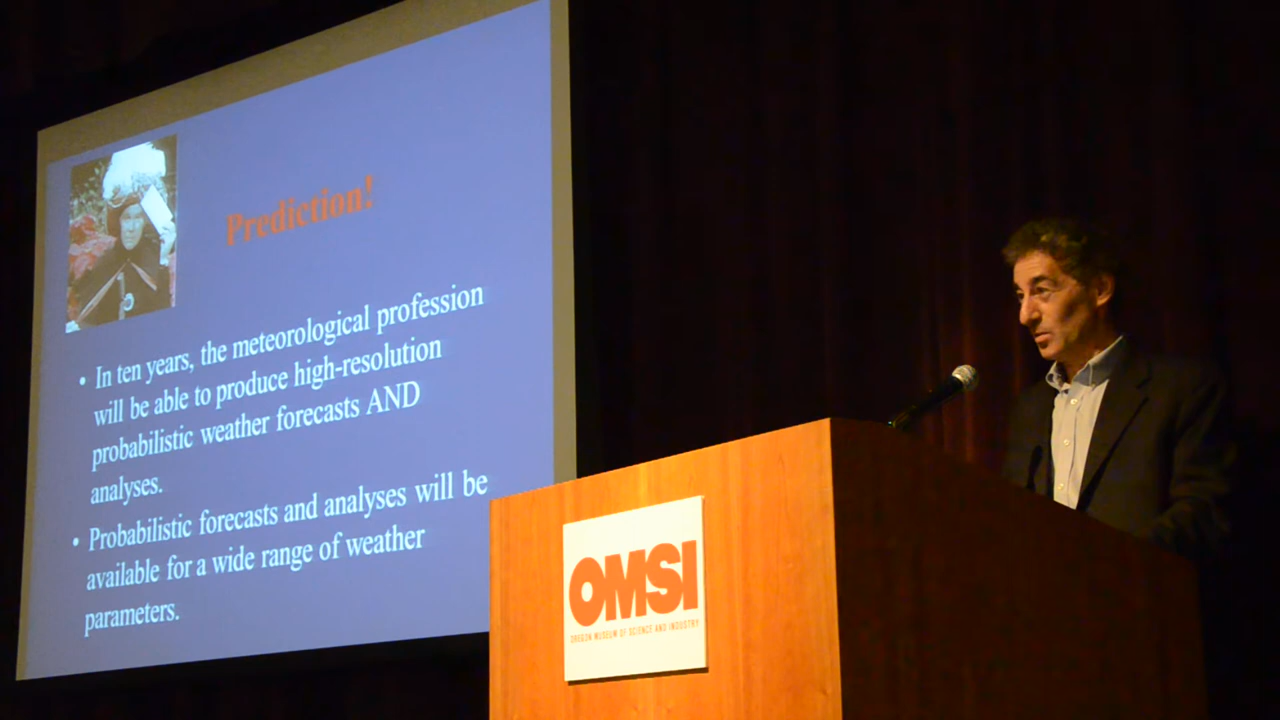 Prediction!
• In ten years, the meteorological profession
will be able to produce high-resolution
probabilistic weather forecasts AND
analyses.
• Probabilistic forecasts and analyses will be
available for a wide range of weather
parameters.
OMSI
OREGON MUSEUM OF SCIENCE AND INDUSTRY